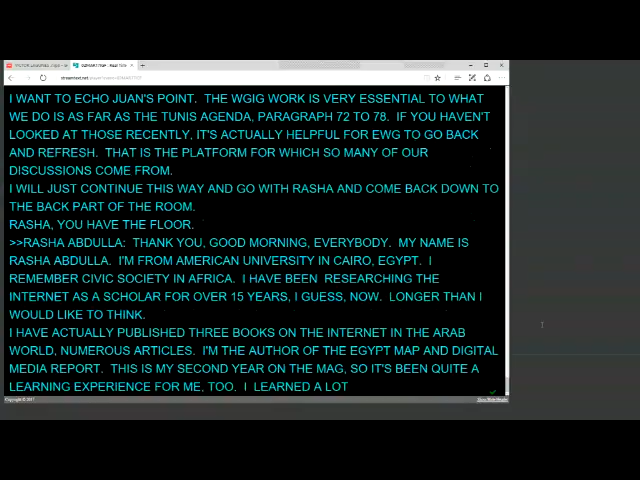 streamtext.net
I WANT TO ECHO JUAN'S POINT. THE WGIG WORK IS VERY ESSENTIAL TO WHAT
WE DO IS AS FAR AS THE TUNIS AGENDA, PARAGRAPH 72 TO 78. IF YOU HAVEN'T
LOOKED AT THOSE RECENTLY, IT'S ACTUALLY HELPFUL FOR EWG TO GO BACK
AND REFRESH. THAT IS THE PLATFORM FOR WHICH SO MANY OF OUR
DISCUSSIONS COME FROM.
I WILL JUST CONTINUE THIS WAY AND GO WITH RASHA AND COME BACK DOWN TO
THE BACK PART OF THE ROOM.
RASHA, YOU HAVE THE FLOOR.
>>RASHA ABDULLA: THANK YOU, GOOD MORNING, EVERYBODY. MY NAME IS
RASHA ABDULLA. I'M FROM AMERICAN UNIVERSITY IN CAIRO, EGYPT. I
REMEMBER CIVIC SOCIETY IN AFRICA. I HAVE BEEN RESEARCHING THE
INTERNET AS A SCHOLAR FOR OVER 15 YEARS, I GUESS, NOW. LONGER THAN I
WOULD LIKE TO THINK.
I HAVE ACTUALLY PUBLISHED THREE BOOKS ON THE INTERNET IN THE ARAB
WORLD, NUMEROUS ARTICLES. I'M THE AUTHOR OF THE EGYPT MAP AND DIGITAL
MEDIA REPORT. THIS IS MY SECOND YEAR ON THE MAG, SO IT'S BEEN QUITE A
LEARNING EXPERIENCE FOR ME, TOO. I LEARNED A LOT
Copyright © 2017